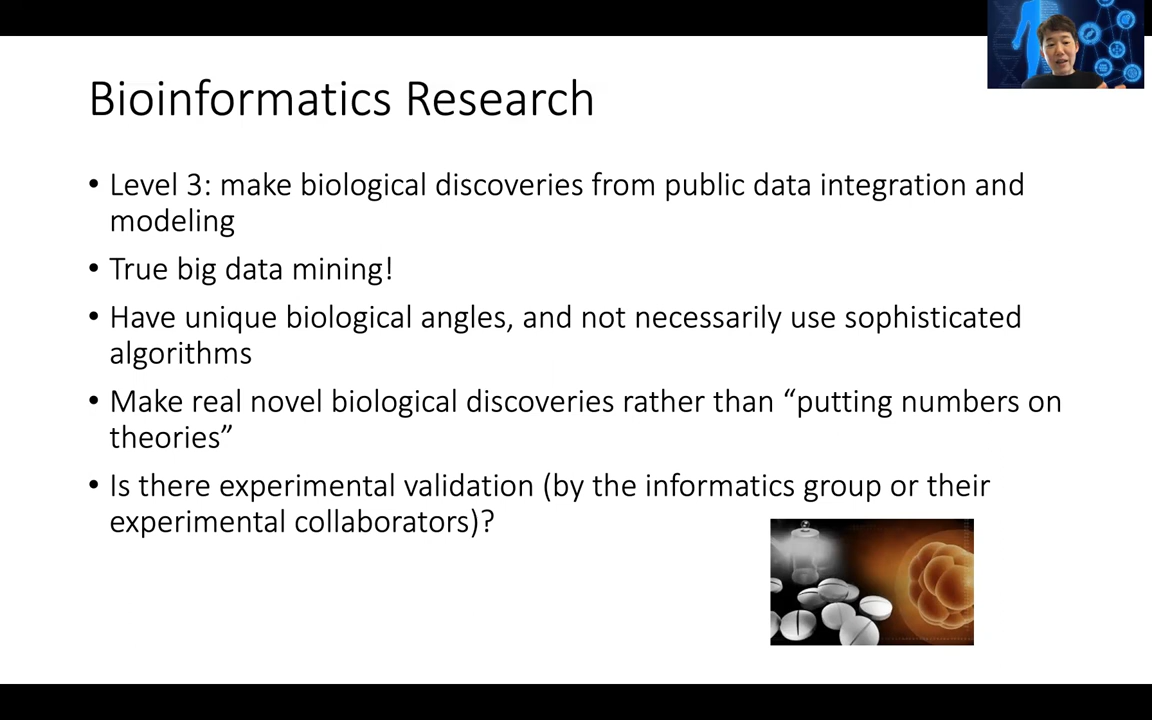 Bioinformatics Research
• Level 3: make biological discoveries from public data integration and
modeling
• True big data mining!
• Have unique biological angles, and not necessarily use sophisticated
algorithms
• Make real novel biological discoveries rather than “putting numbers on
theories”
• Is there experimental validation (by the informatics group or their
experimental collaborators)?